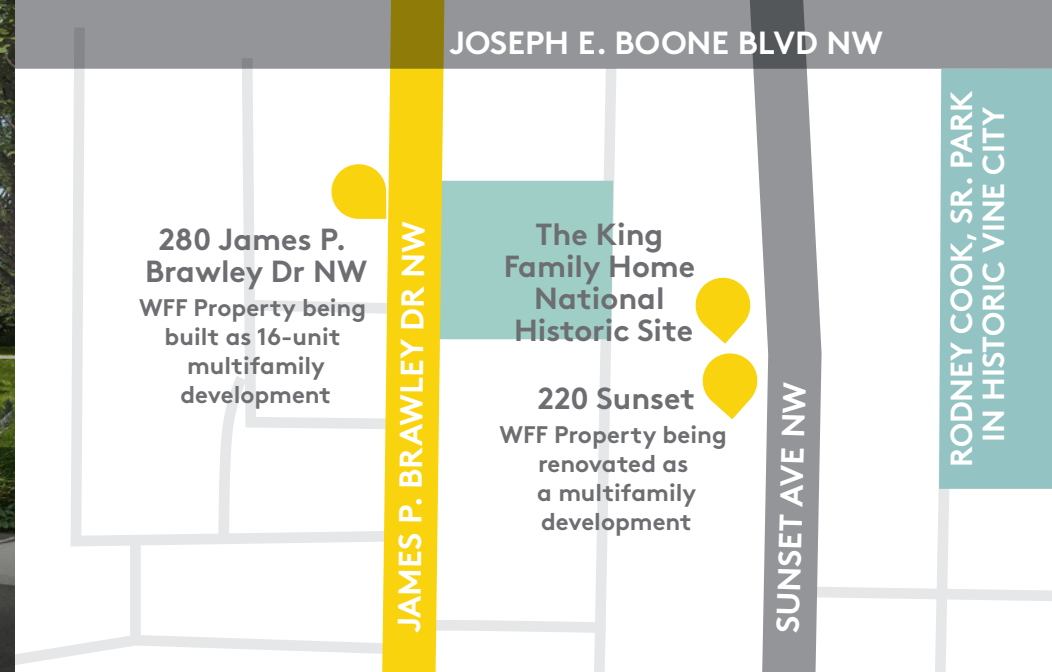 JOSEPH E. BOONE BLVD NW
280 James P.
Brawley Dr NW
WFF Property being
built as 16-unit
multifamily
development
JAMES P. BRAWLEY DR NW
The King
Family Home
National
Historic Site
220 Sunset
WFF Property being
renovated as
a multifamily
development
SUNSET AVE NW
RODNEY COOK, SR. PARK
IN HISTORIC VINE CITY